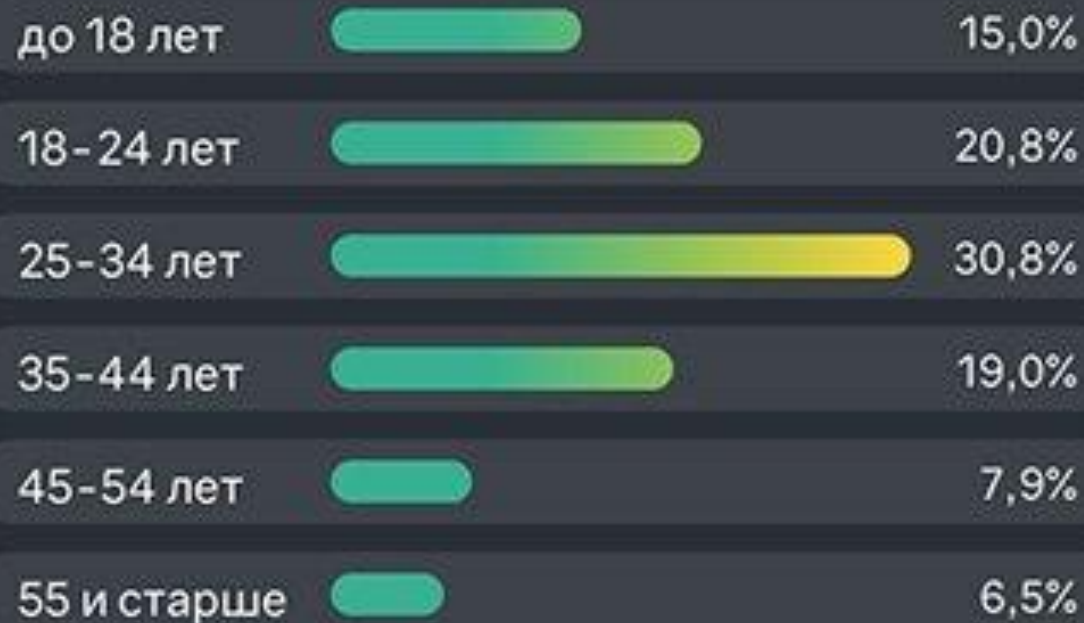 до 18 лет 15,0%
18-24 лет 20,8%
25-34 лет 30,8%
35-44 лет 19,0%
45-54 лет 7,9%
55 и старше 6,5%